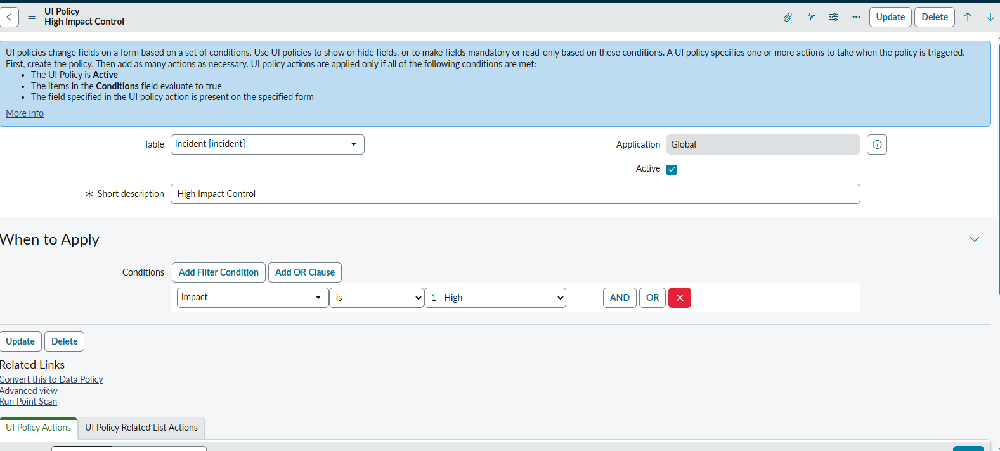 UI Policy
High Impact Control
Update
Delete
UI policies change fields on a form based on a set of conditions. Use UI policies to show or hide fields, or to make fields mandatory or read-only based on these conditions. A UI policy specifies one or more actions to take when the policy is triggered.
First, create the policy. Then add as many actions as necessary. UI policy actions are applied only if all of the following conditions are met:
• The UI Policy is Active
• The items in the Conditions field evaluate to true
• The field specified in the UI policy action is present on the specified form
More info
Table
Incident [incident]
Application
Global
Active
Short description
High Impact Control
When to Apply
Conditions
Add Filter Condition
Add OR Clause
Impact
is
1 - High
AND
OR
Update
Delete
Related Links
Convert this to Data Policy
Advanced view
Run Point Scan
UI Policy Actions
UI Policy Related List Actions